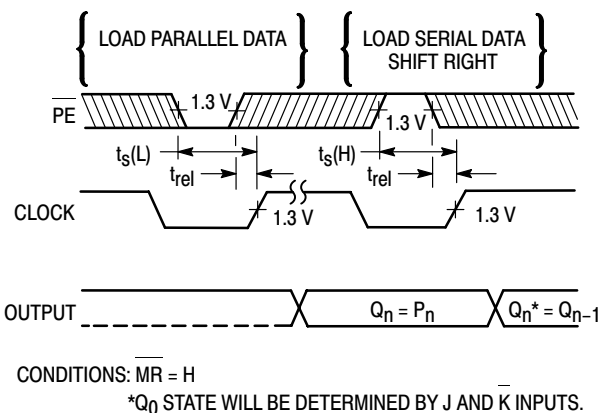 LOAD PARALLEL DATA
LOAD SERIAL DATA
SHIFT RIGHT
PE
1.3 V
1.3 V
ts(L)
ts(H)
trel
trel
CLOCK
1.3 V
1.3 V
OUTPUT
Qn = Pn
Qn* = Qn–1
CONDITIONS: MR = H
*Q0 STATE WILL BE DETERMINED BY J AND K INPUTS.